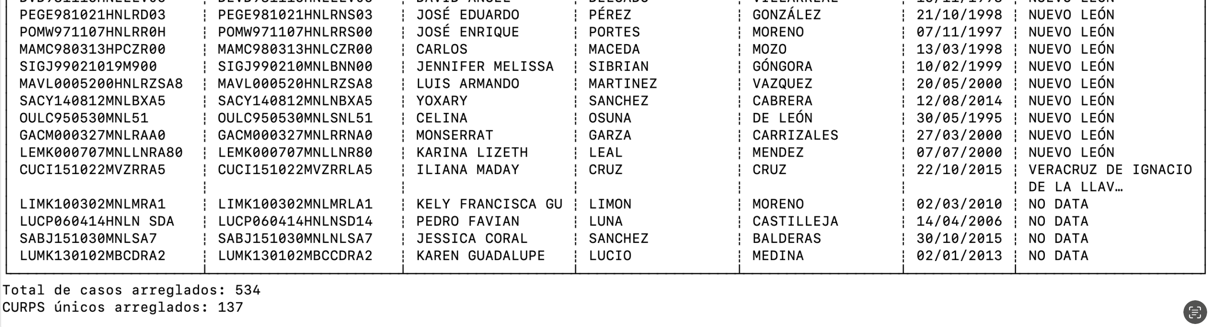 PEGE981021HNLRD03 ¦ PEGE981021HNLRNS03 ¦ JOSÉ EDUARDO ¦ PÉREZ ¦ GONZÁLEZ ¦ 21/10/1998 ¦ NUEVO LEÓN
POMW971107HNLRR0H ¦ POMW971107HNLRRS00 ¦ JOSÉ ENRIQUE ¦ PORTES ¦ MORENO ¦ 07/11/1997 ¦ NUEVO LEÓN
MAMC980313HPCZR00 ¦ MAMC980313HNLCZR00 ¦ CARLOS ¦ MACEDA ¦ MOZO ¦ 13/03/1998 ¦ NUEVO LEÓN
SIGJ99021019M900 ¦ SIGJ990210MNLBNN00 ¦ JENNIFER MELISSA ¦ SIBRIAN ¦ GÓNGORA ¦ 10/02/1999 ¦ NUEVO LEÓN
MAVL0005200HNLRZSA8 ¦ MAVL000520HNLRZSA8 ¦ LUIS ARMANDO ¦ MARTINEZ ¦ VAZQUEZ ¦ 20/05/2000 ¦ NUEVO LEÓN
SACY140812MNLBXA5 ¦ SACY140812MNLNBXA5 ¦ YOXARY ¦ SANCHEZ ¦ CABRERA ¦ 12/08/2014 ¦ NUEVO LEÓN
OULC950530MNL51 ¦ OULC950530MNLSNL51 ¦ CELINA ¦ OSUNA ¦ DE LEÓN ¦ 30/05/1995 ¦ NUEVO LEÓN
GACM000327MNLRAA0 ¦ GACM000327MNLRRNA0 ¦ MONSERRAT ¦ GARZA ¦ CARRIZALES ¦ 27/03/2000 ¦ NUEVO LEÓN
LEMK000707MNLLNRA80 ¦ LEMK000707MNLLNR80 ¦ KARINA LIZETH ¦ LEAL ¦ MENDEZ ¦ 07/07/2000 ¦ NUEVO LEÓN
CUCI151022MVZRRA5 ¦ CUCI151022MVZRRLA5 ¦ ILIANA MADAY ¦ CRUZ ¦ CRUZ ¦ 22/10/2015 ¦ VERACRUZ DE IGNACIO
DE LA LLAV…
LIMK100302MNLMRA1 ¦ LIMK100302MNLMRLA1 ¦ KELY FRANCISCA GU ¦ LIMON ¦ MORENO ¦ 02/03/2010 ¦ NO DATA
LUCP060414HNLN SDA ¦ LUCP060414HNLNSD14 ¦ PEDRO FAVIAN ¦ LUNA ¦ CASTILLEJA ¦ 14/04/2006 ¦ NO DATA
SABJ151030MNLSA7 ¦ SABJ151030MNLNLSA7 ¦ JESSICA CORAL ¦ SANCHEZ ¦ BALDERAS ¦ 30/10/2015 ¦ NO DATA
LUMK130102MBCDRA2 ¦ LUMK130102MBCCDRA2 ¦ KAREN GUADALUPE ¦ LUCIO ¦ MEDINA ¦ 02/01/2013 ¦ NO DATA
Total de casos arreglados: 534
CURPS únicos arreglados: 137